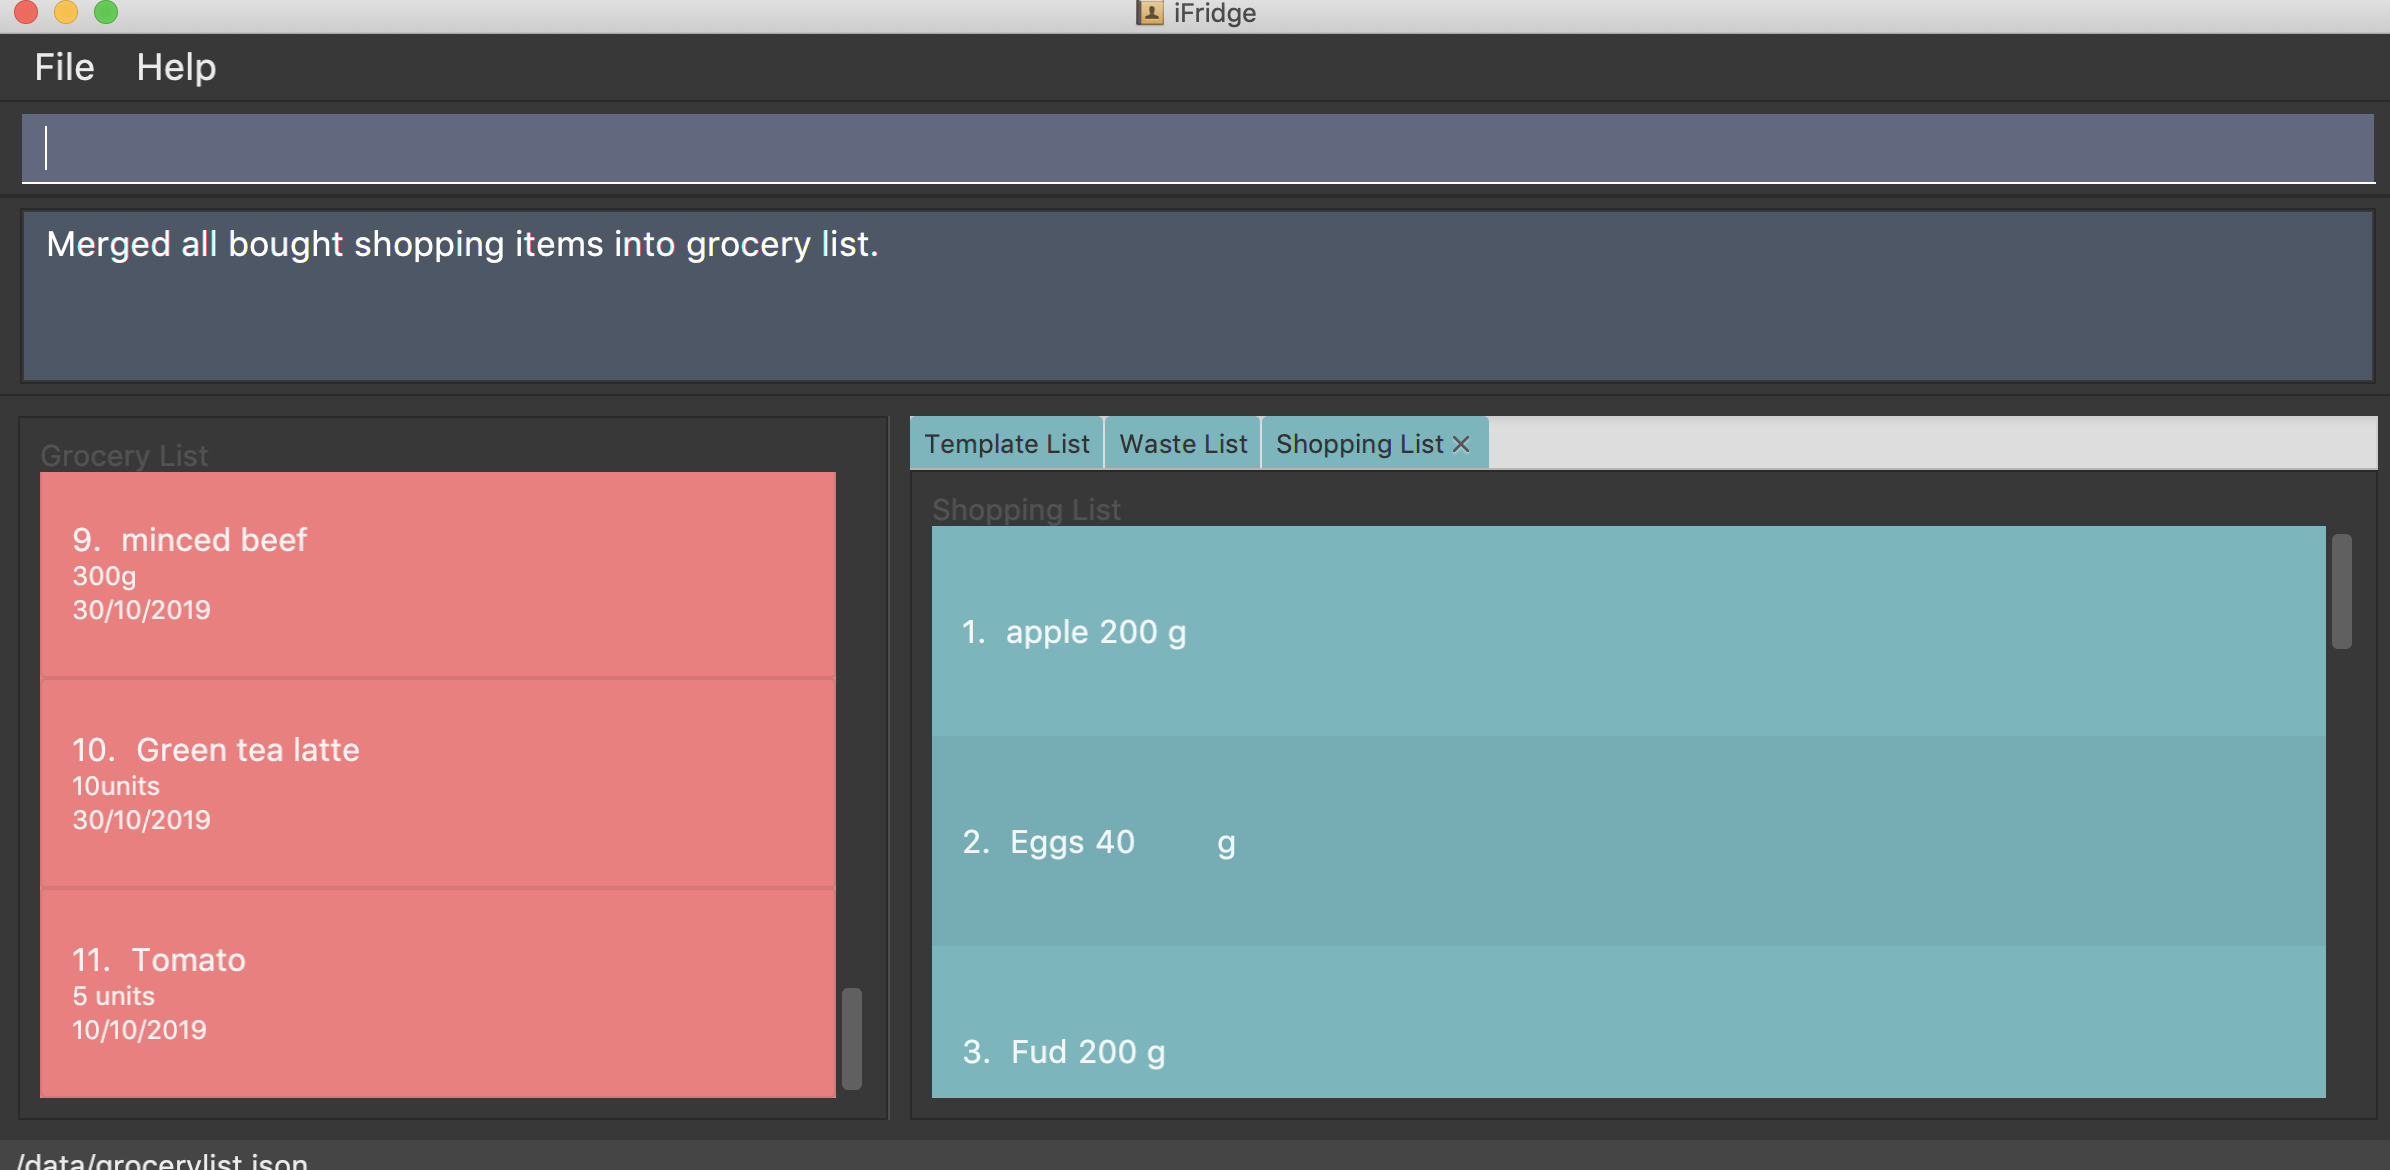 iFridge
File Help
Merged all bought shopping items into grocery list.
Grocery List
9. minced beef
300g
30/10/2019
10. Green tea latte
10units
30/10/2019
11. Tomato
5 units
10/10/2019
Template List Waste List Shopping List
Shopping List
1. apple 200 g
2. Eggs 40 g
3. Fud 200 g
/data/grocerylist.json